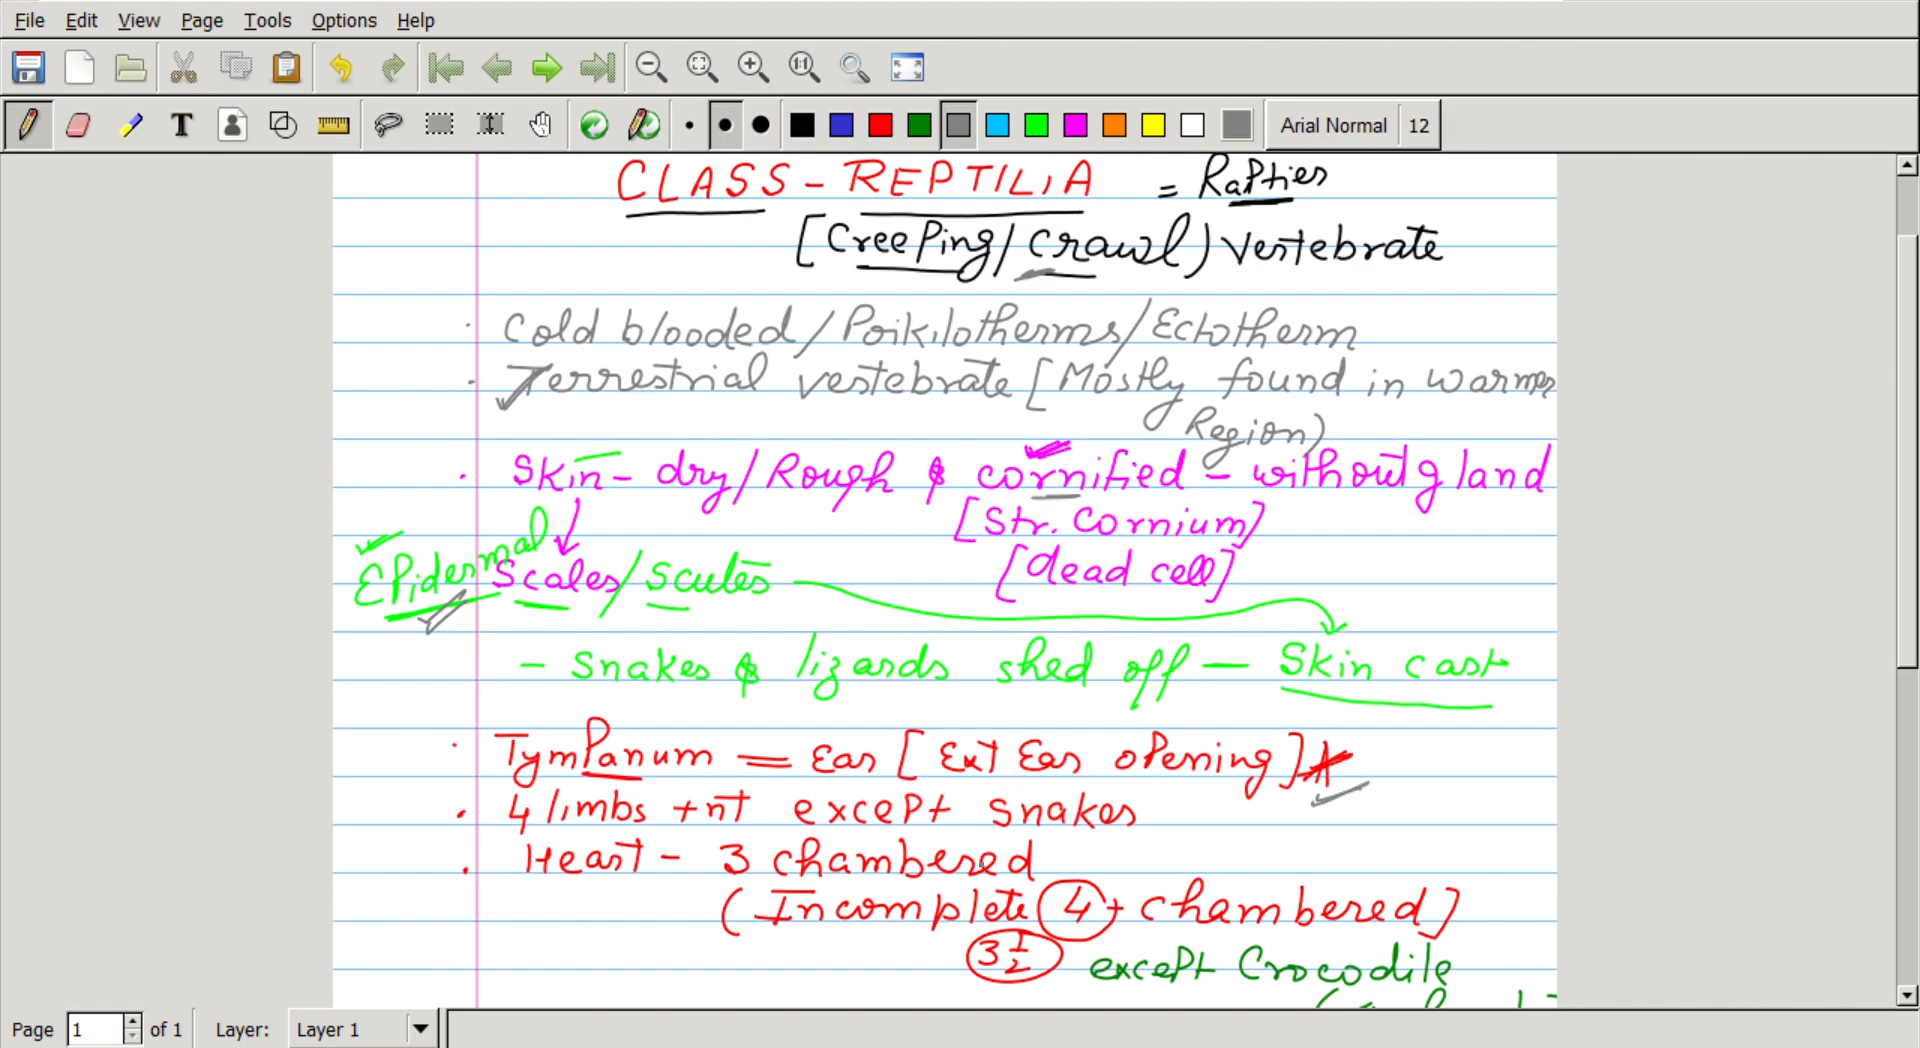 File Edit View Page Tools Options Help
Arial Normal 12
CLASS - REPTILIA = Rapties
[Creeping/crawl) vertebrate
· Cold blooded/Poikilotherms/Ectotherm
· Terrestrial vertebrate [Mostly found in warmer
Region)
· Skin - dry/Rough & cornified - without gland
[Str. Cornium]
Epidermal Scales/scutes [dead cell]
- Snakes & lizards shed off - Skin cast
· Tympanum = Ear [Ext Ear opening]*
· 4 limbs +nt except snakes
· Heart - 3 chambered
(Incomplete 4 - chambered]
3 1/2 except Crocodile
Page 1 of 1 Layer: Layer 1